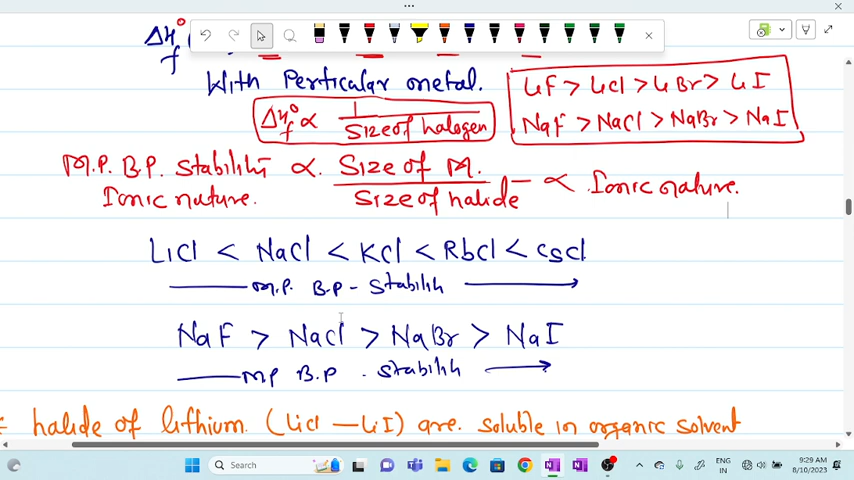 ΔH°f
With Perticular metal.
ΔH°f ∝ 1/Size of halogen
LiF > LiCl > LiBr > LiI
NaF > NaCl > NaBr > NaI
M.P. B.P. Stability ∝ Size of M. / Size of halide – ∝ Ionic nature.
Ionic nature.
LiCl < NaCl < KCl < RbCl < CsCl
M.P. B.P - Stability
NaF > NaCl > NaBr > NaI
MP B.P - Stability
halide of lithium (LiCl — LiI) are soluble in organic solvent
Search
ENG
IN
9:29 AM
8/10/2023